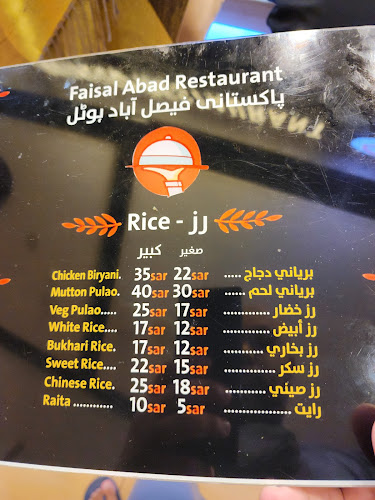 Faisal Abad Restaurant
پاکستانی فیصل آباد ہوٹل
Rice - رز
كبير صغير
Chicken Biryani. 35sar 22sar برياني دجاج .....
Mutton Pulao. 40sar 30sar برياني لحم .....
Veg Pulao..... 25sar 17sar رز خضار ............
White Rice.... 17sar 12sar رز أبيض ............
Bukhari Rice. 17sar 12sar رز بخاري ...........
Sweet Rice.... 22sar 15sar رز سكر .............
Chinese Rice. 25sar 18sar رز صيني ............
Raita ............ 10sar 5sar رايت ....................